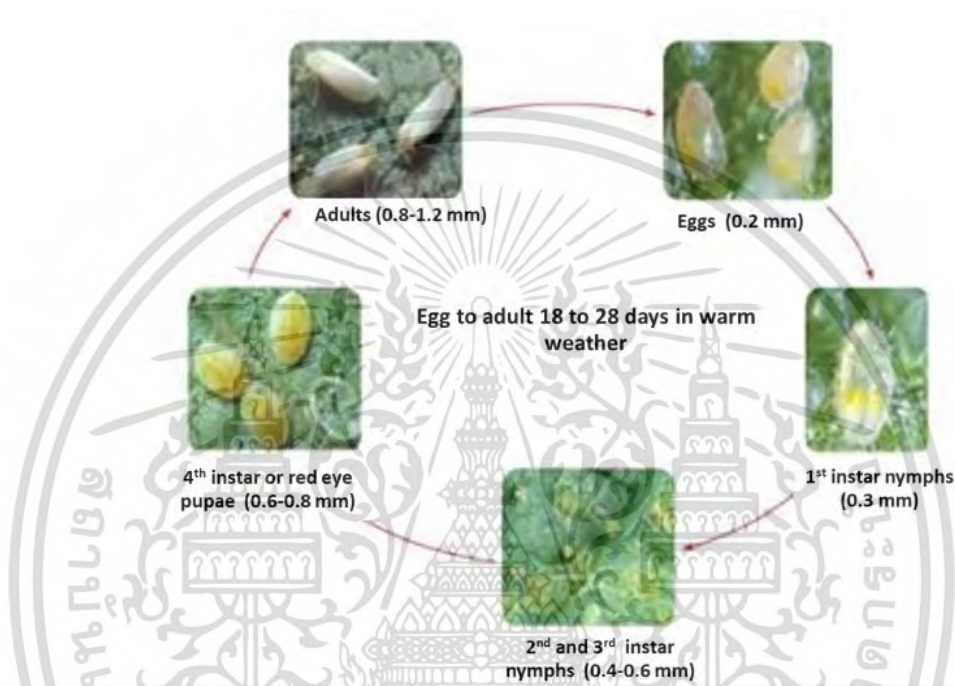 Adults (0.8-1.2 mm)
Eggs (0.2 mm)
Egg to adult 18 to 28 days in warm
weather
1st instar nymphs
(0.3 mm)
4th instar or red eye
pupae (0.6-0.8 mm)
2nd and 3rd instar
nymphs (0.4-0.6 mm)